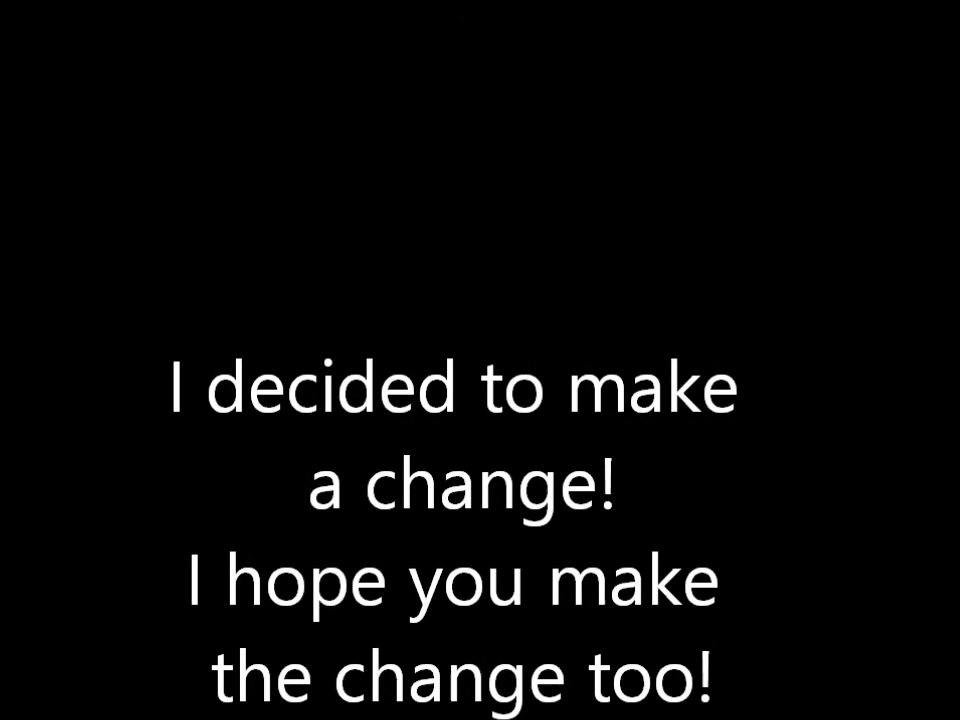 I decided to make
a change!
I hope you make
the change too!